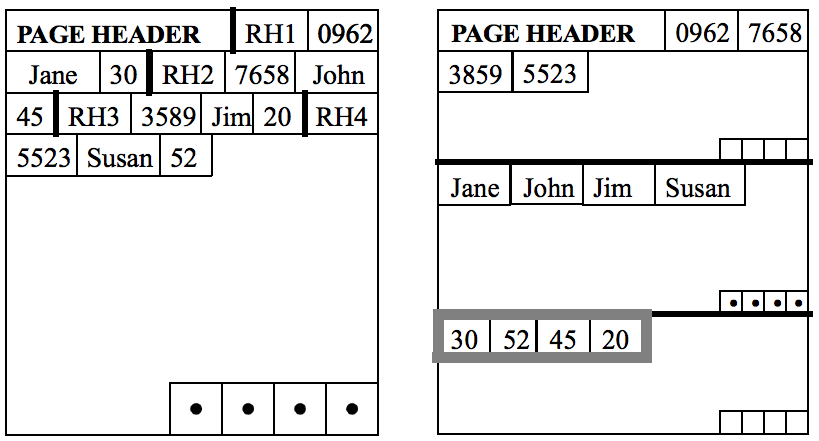 PAGE HEADER RH1 0962
Jane 30 RH2 7658 John
45 RH3 3589 Jim 20 RH4
5523 Susan 52
PAGE HEADER 0962 7658
3859 5523
Jane John Jim Susan
30 52 45 20